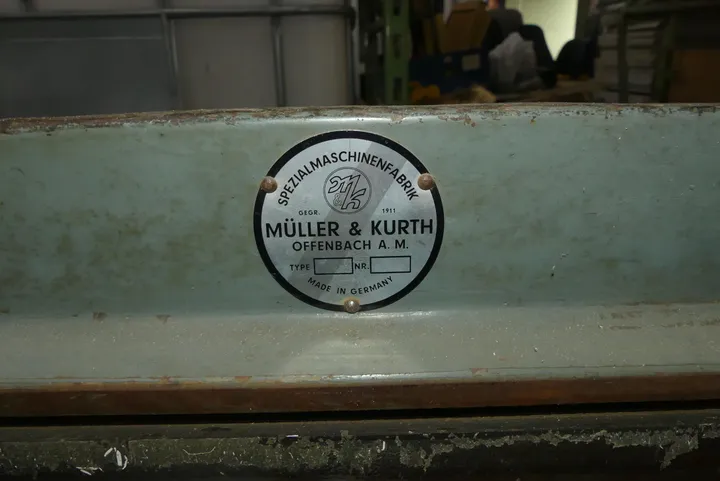 SPEZIALMASCHINENFABRIK
M&K
GEGR. 1911
MÜLLER & KURTH
OFFENBACH A. M.
TYPE NR.
MADE IN GERMANY